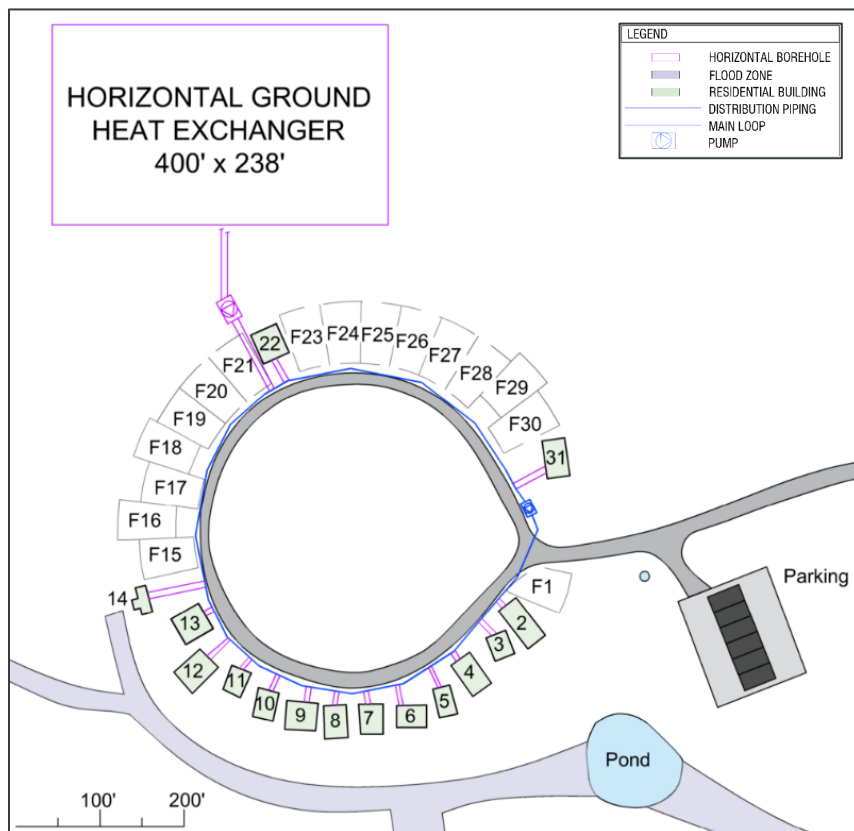 LEGEND
HORIZONTAL BOREHOLE
FLOOD ZONE
RESIDENTIAL BUILDING
DISTRIBUTION PIPING
MAIN LOOP
PUMP
HORIZONTAL GROUND
HEAT EXCHANGER
400' x 238'
22
F23
F24
F25
F26
F27
F28
F29
F30
31
F21
F20
F19
F18
F17
F16
F15
14
13
12
11
10
9
8
7
6
5
4
3
2
F1
Parking
Pond
100'
200'